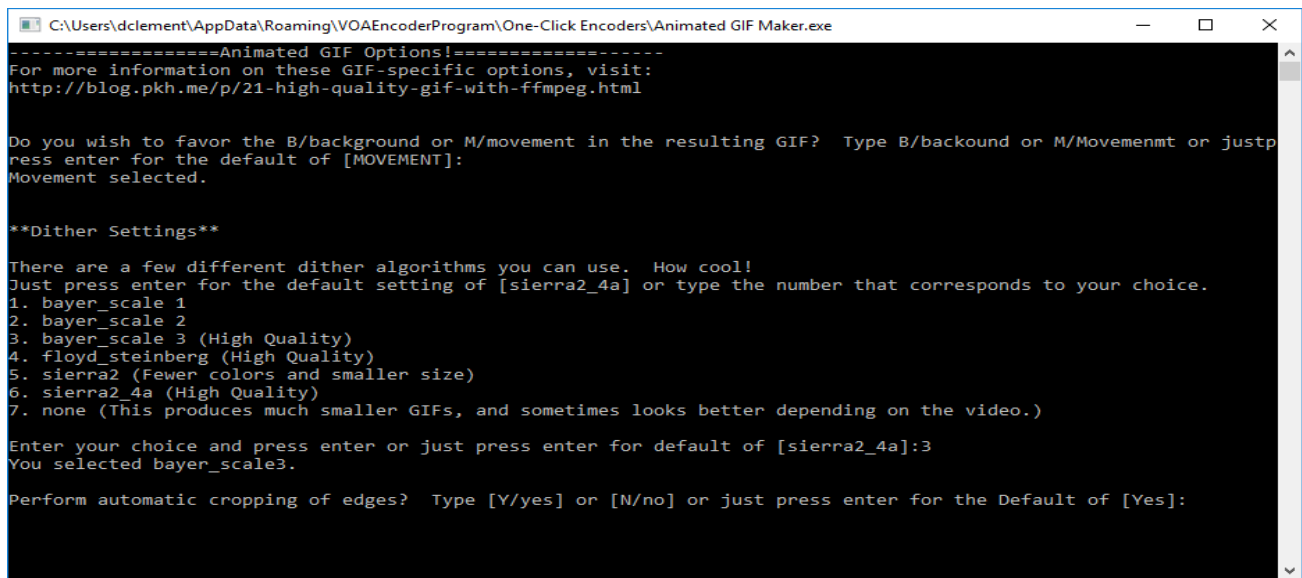 C:\Users\dclement\AppData\Roaming\VOAEncoderProgram\One-Click Encoders\Animated GIF Maker.exe
------=============Animated GIF Options!=============------
For more information on these GIF-specific options, visit:
http://blog.pkh.me/p/21-high-quality-gif-with-ffmpeg.html
Do you wish to favor the B/background or M/movement in the resulting GIF?  Type B/backound or M/Movemenmt or justp
ress enter for the default of [MOVEMENT]:
Movement selected.
**Dither Settings**
There are a few different dither algorithms you can use.  How cool!
Just press enter for the default setting of [sierra2_4a] or type the number that corresponds to your choice.
1. bayer_scale 1
2. bayer_scale 2
3. bayer_scale 3 (High Quality)
4. floyd_steinberg (High Quality)
5. sierra2 (Fewer colors and smaller size)
6. sierra2_4a (High Quality)
7. none (This produces much smaller GIFs, and sometimes looks better depending on the video.)
Enter your choice and press enter or just press enter for default of [sierra2_4a]:3
You selected bayer_scale3.
Perform automatic cropping of edges?  Type [Y/yes] or [N/no] or just press enter for the Default of [Yes]: